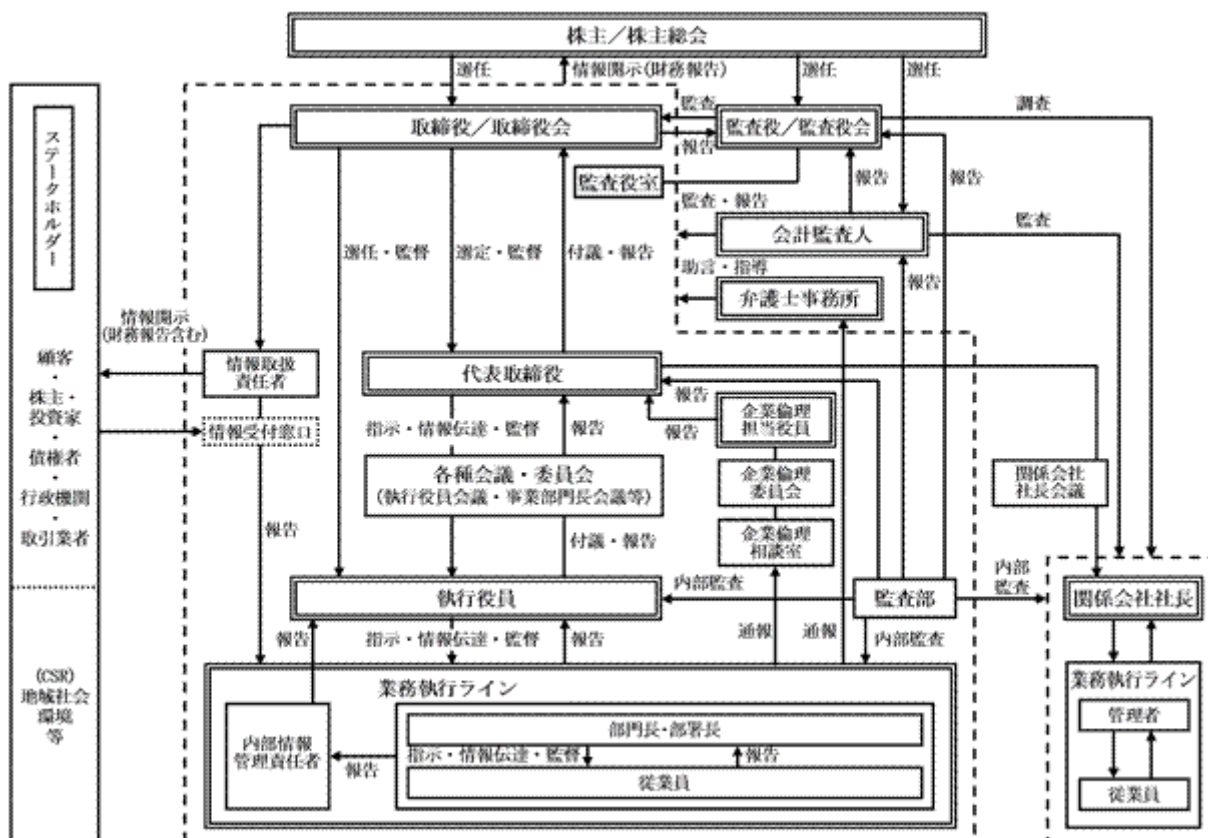 株主／株主総会
選任
情報開示(財務報告)
選任
選任
ステークホルダー
取締役／取締役会
監査
報告
監査役／監査役会
調査
監査役室
報告
報告
監査・報告
会計監査人
監査
選任・監督
選定・監督
付議・報告
助言・指導
弁護士事務所
報告
情報開示
(財務報告含む)
顧客
・
株主・
投資家
・
債権者
・
行政機関
・
取引業者
情報取扱
責任者
情報受付窓口
代表取締役
報告
報告
企業倫理
担当役員
指示・情報伝達・監督
報告
各種会議・委員会
(執行役員会議・事業部門長会議等)
企業倫理
委員会
企業倫理
相談室
関係会社
社長会議
報告
付議・報告
執行役員
内部監査
監査部
内部
監査
関係会社社長
報告
指示・情報伝達・監督
報告
通報
通報
内部監査
(CSR)
地域社会
環境
等
業務執行ライン
内部情報
管理責任者
報告
部門長・部署長
指示・情報伝達・監督
報告
従業員
業務執行ライン
管理者
従業員